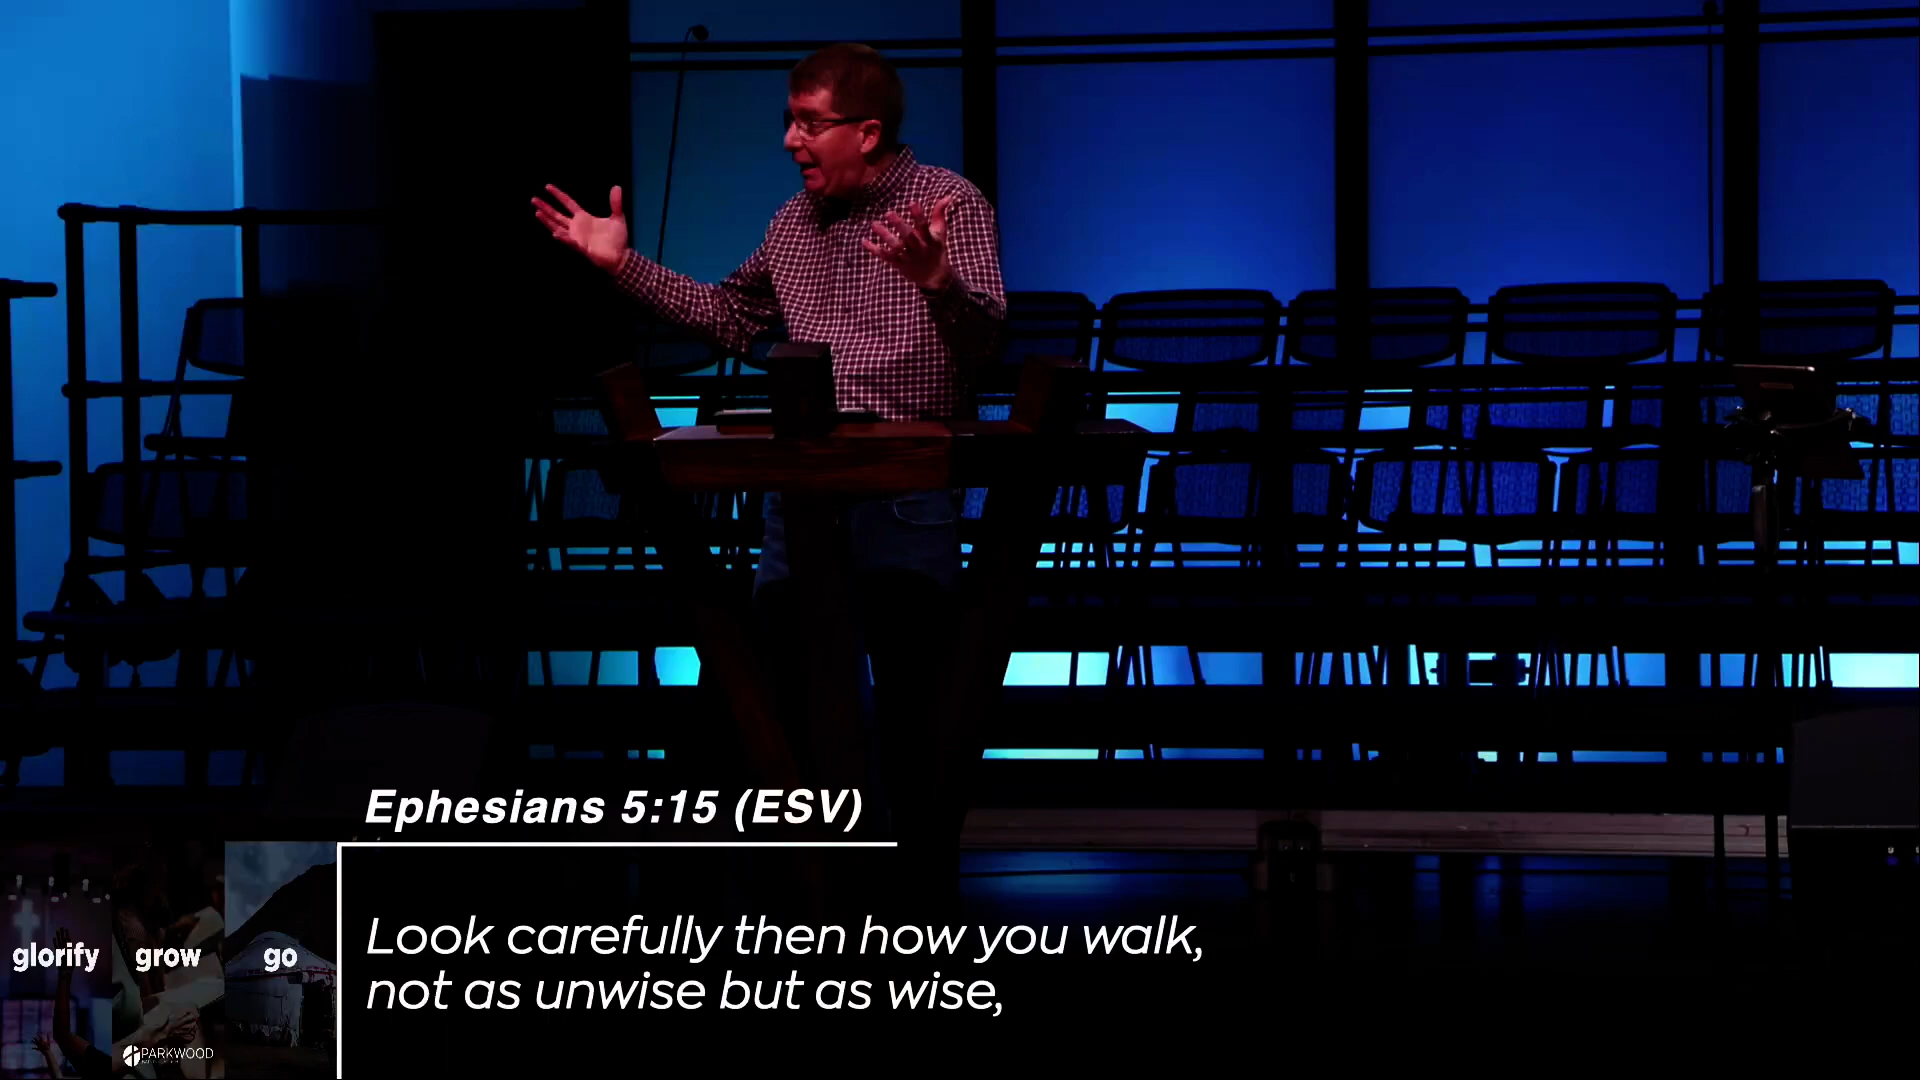 Ephesians 5:15 (ESV)
Look carefully then how you walk,
not as unwise but as wise,
glorify grow go
PARKWOOD